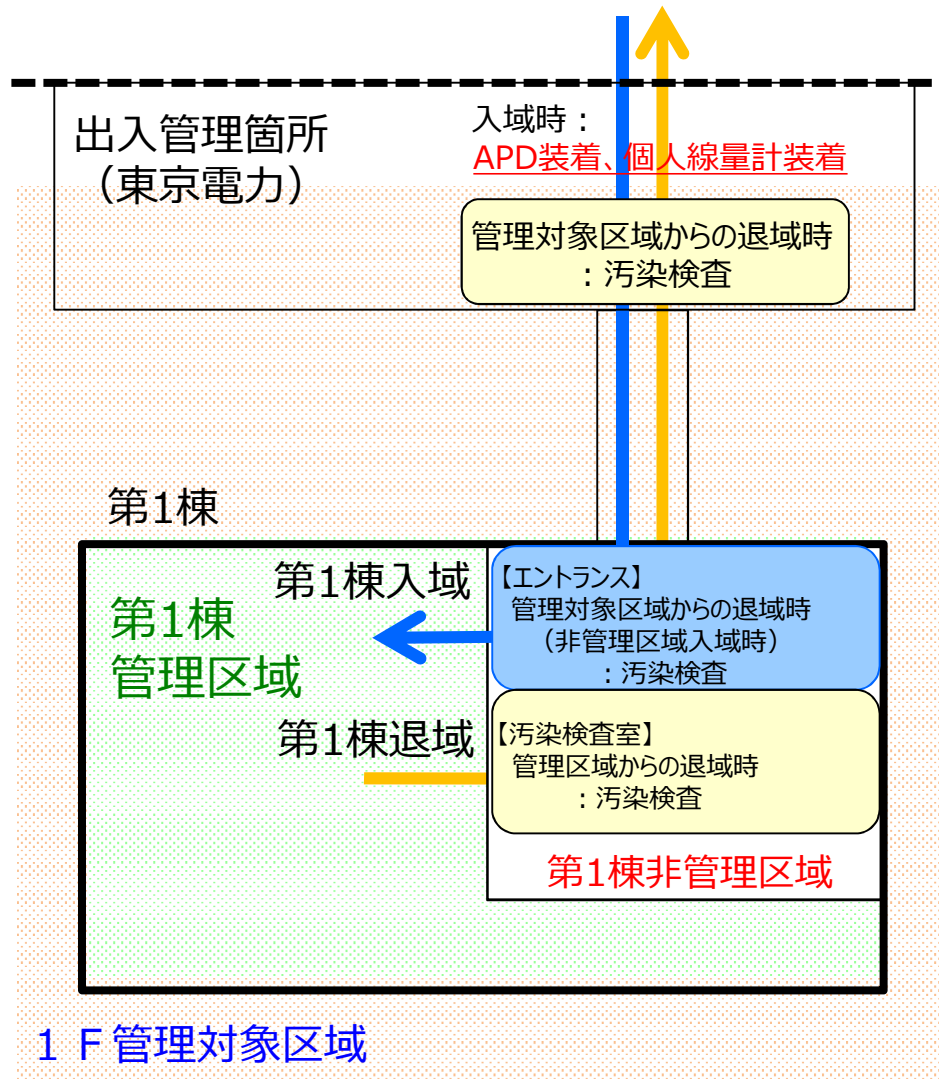 出入管理箇所
（東京電力）
入域時：
APD装着、個人線量計装着
管理対象区域からの退域時
：汚染検査
第1棟
第1棟入域
第1棟
管理区域
【エントランス】
管理対象区域からの退域時
（非管理区域入域時）
：汚染検査
第1棟退域
【汚染検査室】
管理区域からの退域時
：汚染検査
第1棟非管理区域
１Ｆ管理対象区域